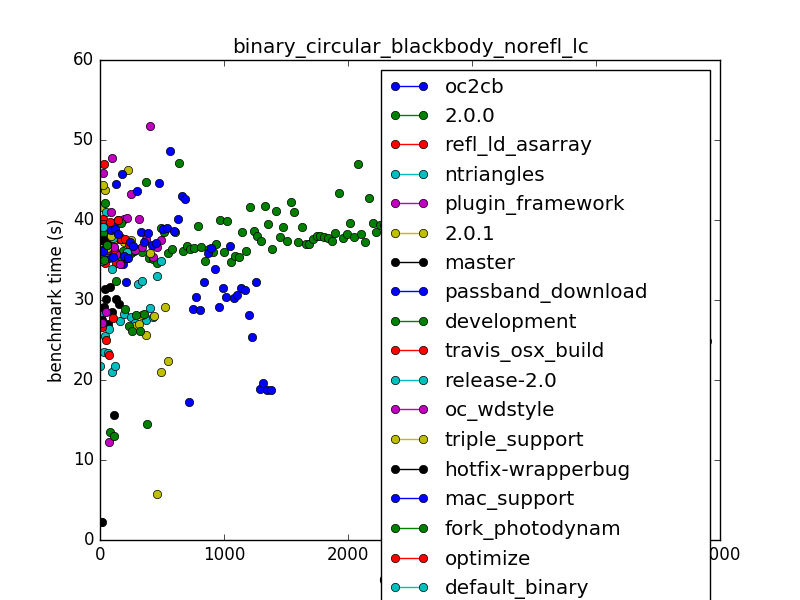 binary_circular_blackbody_norefl_lc
60
50
40
30
20
10
0
benchmark time (s)
0
1000
2000
000
oc2cb
2.0.0
refl_ld_asarray
ntriangles
plugin_framework
2.0.1
master
passband_download
development
travis_osx_build
release-2.0
oc_wdstyle
triple_support
hotfix-wrapperbug
mac_support
fork_photodynam
optimize
default_binary